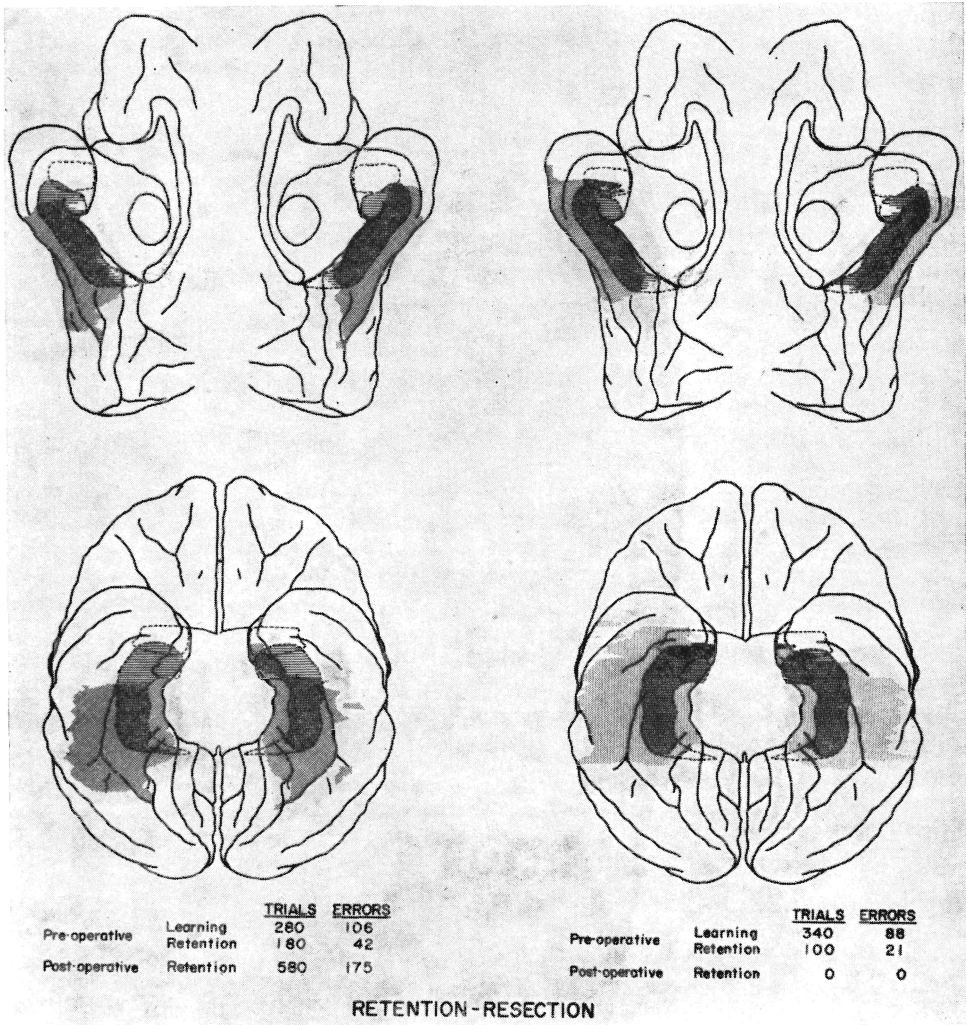 TRIALS ERRORS
Pre-operative Learning 280 106
Retention 180 42
Post-operative Retention 580 175
TRIALS ERRORS
Pre-operative Learning 340 88
Retention 100 21
Post-operative Retention 0 0
RETENTION-RESECTION